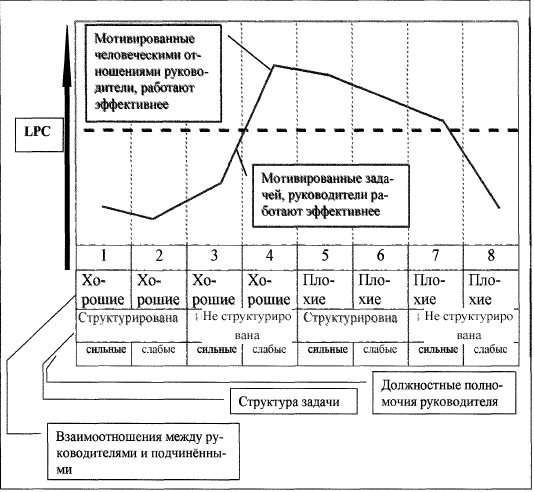 Мотивированные
человеческими от-
ношениями руково-
дители, работают
эффективнее
LPC
Мотивированные зада-
чей, руководители ра-
ботают эффективнее
1 2 3 4 5 6 7 8
Хо- Хо- Хо- Хо- Пло- Пло- Пло- Пло-
рошие рошие рошие рошие хие хие хие хие
Структурирована Не структуриро Структуровна Не структуриро
вана вана
сильные слабые сильные слабые сильные слабые сильные слабые
Должностные полно-
мочия руководителя
Структура задачи
Взаимоотношения между ру-
ководителями и подчинённы-
ми